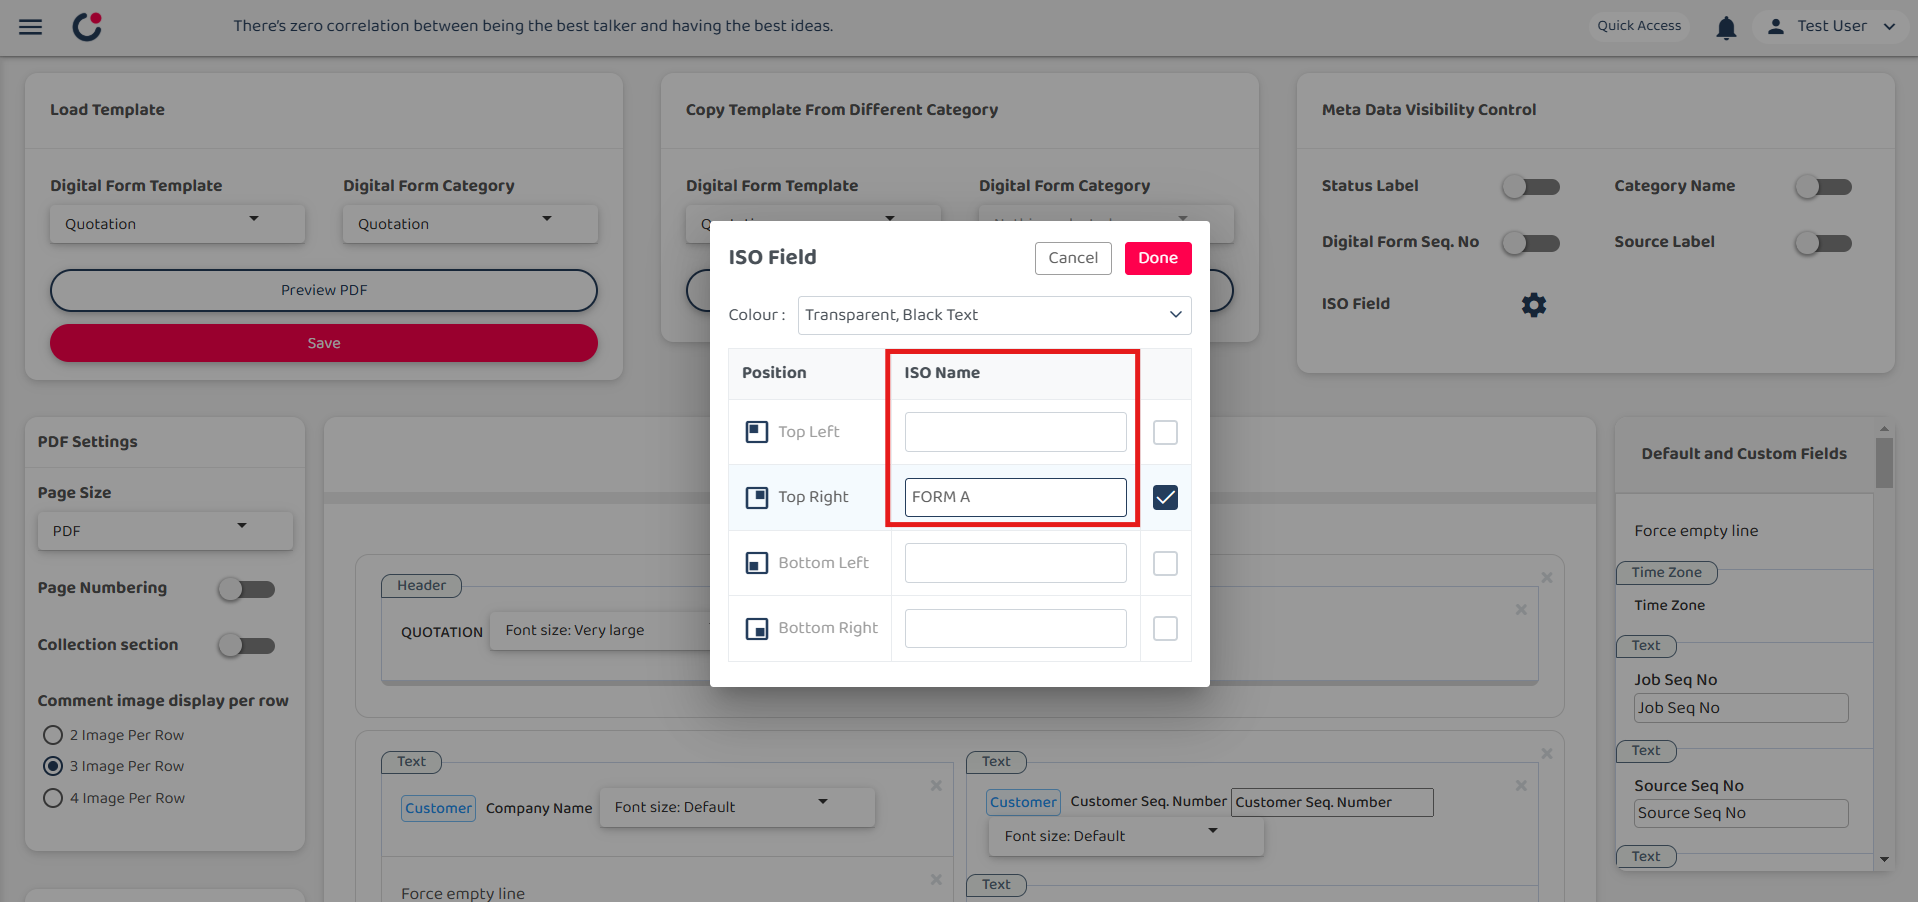 There's zero correlation between being the best talker and having the best ideas.
Quick Access
Test User
Load Template
Digital Form Template
Digital Form Category
Quotation
Quotation
Preview PDF
Save
Copy Template From Different Category
Digital Form Template
Digital Form Category
Meta Data Visibility Control
Status Label
Category Name
Digital Form Seq. No
Source Label
ISO Field
ISO Field
Cancel
Done
Colour :
Transparent, Black Text
Position
ISO Name
Top Left
Top Right
FORM A
Bottom Left
Bottom Right
PDF Settings
Page Size
PDF
Page Numbering
Collection section
Comment image display per row
2 Image Per Row
3 Image Per Row
4 Image Per Row
Header
QUOTATION
Font size: Very large
Text
Customer
Company Name
Font size: Default
Force empty line
Text
Customer
Customer Seq. Number
Customer Seq. Number
Font size: Default
Text
Default and Custom Fields
Force empty line
Time Zone
Time Zone
Text
Job Seq No
Job Seq No
Text
Source Seq No
Source Seq No
Text